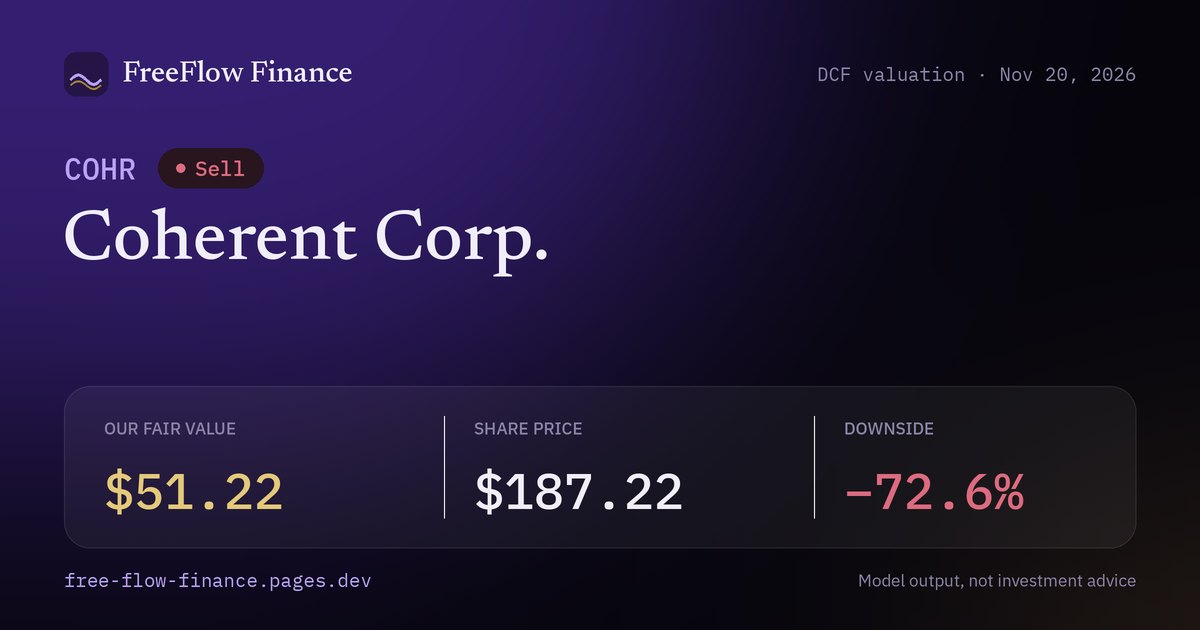 FreeFlow Finance
DCF valuation · Nov 20, 2026
COHR
Sell
Coherent Corp.
OUR FAIR VALUE
$51.22
SHARE PRICE
$187.22
DOWNSIDE
−72.6%
free-flow-finance.pages.dev
Model output, not investment advice